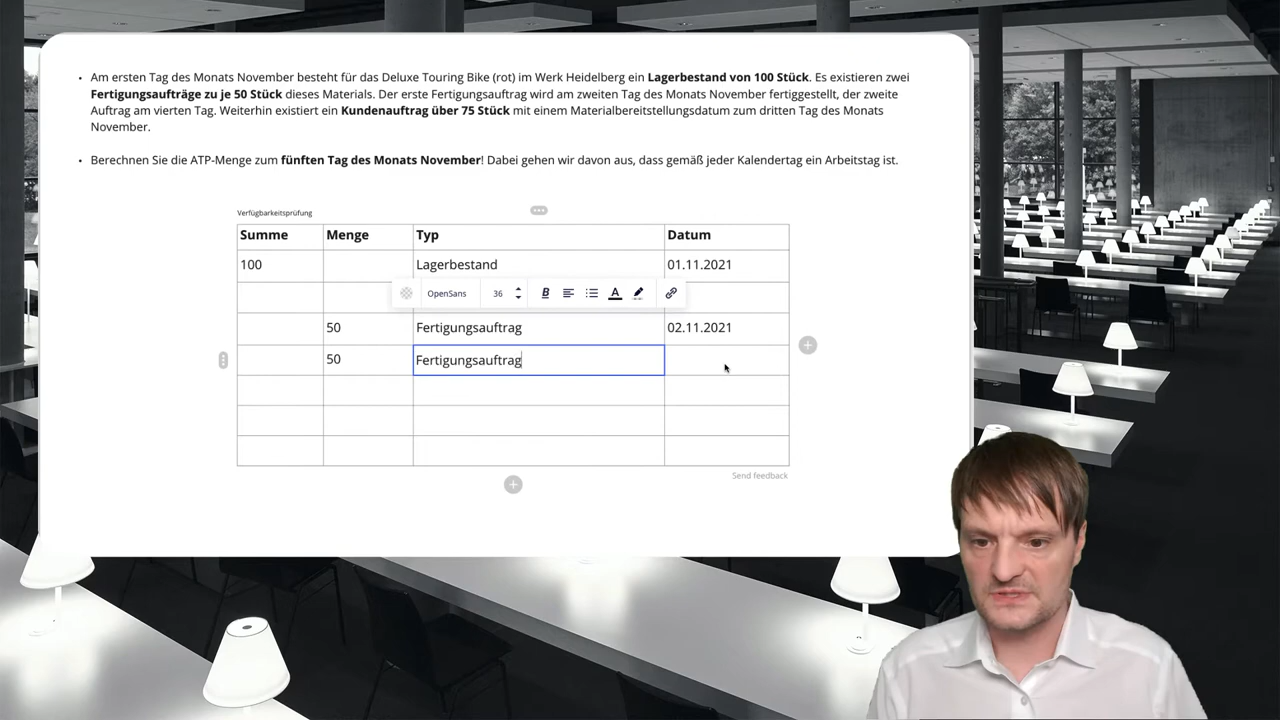 • Am ersten Tag des Monats November besteht für das Deluxe Touring Bike (rot) im Werk Heidelberg ein Lagerbestand von 100 Stück. Es existieren zwei
Fertigungsaufträge zu je 50 Stück dieses Materials. Der erste Fertigungsauftrag wird am zweiten Tag des Monats November fertiggestellt, der zweite
Auftrag am vierten Tag. Weiterhin existiert ein Kundenauftrag über 75 Stück mit einem Materialbereitstellungsdatum zum dritten Tag des Monats
November.
• Berechnen Sie die ATP-Menge zum fünften Tag des Monats November! Dabei gehen wir davon aus, dass gemäß jeder Kalendertag ein Arbeitstag ist.
Verfügbarkeitsprüfung
Summe Menge Typ Datum
100 Lagerbestand 01.11.2021
OpenSans 36 B A
50 Fertigungsauftrag 02.11.2021
50 Fertigungsauftrag
Send feedback